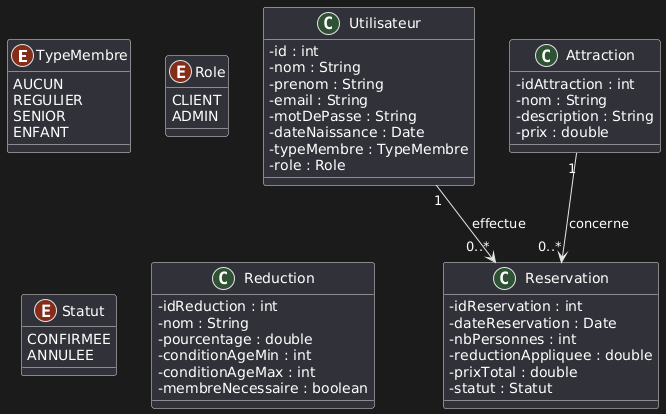 E TypeMembre
AUCUN
REGULIER
SENIOR
ENFANT
E Role
CLIENT
ADMIN
C Utilisateur
-id : int
-nom : String
-prenom : String
-email : String
-motDePasse : String
-dateNaissance : Date
-typeMembre : TypeMembre
-role : Role
C Attraction
-idAttraction : int
-nom : String
-description : String
-prix : double
1
effectue
0..*
1
concerne
0..*
E Statut
CONFIRMEE
ANNULEE
C Reduction
-idReduction : int
-nom : String
-pourcentage : double
-conditionAgeMin : int
-conditionAgeMax : int
-membreNecessaire : boolean
C Reservation
-idReservation : int
-dateReservation : Date
-nbPersonnes : int
-reductionAppliquee : double
-prixTotal : double
-statut : Statut